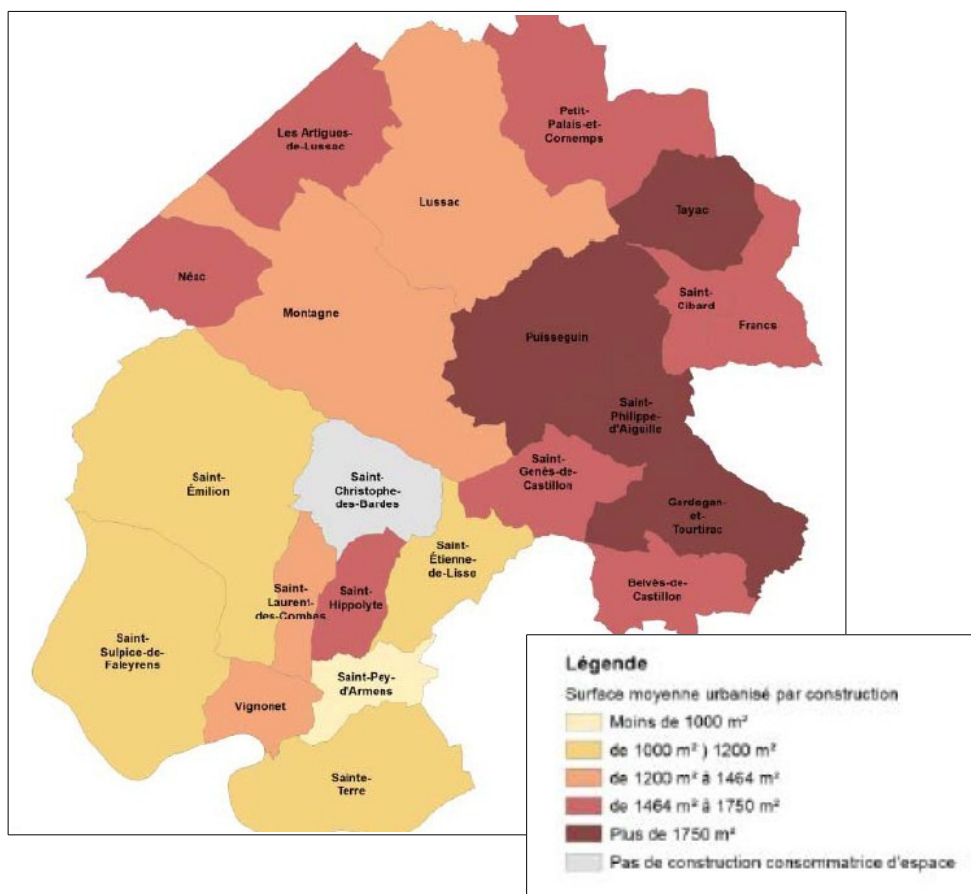 Les Artigues-
de-Lussac
Petit-
Palais-et-
Cornemps
Lussac
Tayac
Néac
Montagne
Saint-
Cibard
Francs
Puisseguin
Saint-
Philippe-
d'Aiguille
Saint-
Genès-de-
Castillon
Saint-
Émilion
Saint-
Christophe-
des-Bardes
Gardegan-
et-
Tourtirac
Saint-
Étienne-
de-Lisse
Saint-
Laurent-
des-Combes
Saint-
Hippolyte
Belvès-de-
Castillon
Saint-
Sulpice-de-
Faleyrens
Saint-Pey-
d'Armens
Vignonet
Sainte-
Terre
Légende
Surface moyenne urbanisé par construction
Moins de 1000 m²
de 1000 m² ) 1200 m²
de 1200 m² à 1464 m²
de 1464 m² à 1750 m²
Plus de 1750 m²
Pas de construction consommatrice d'espace